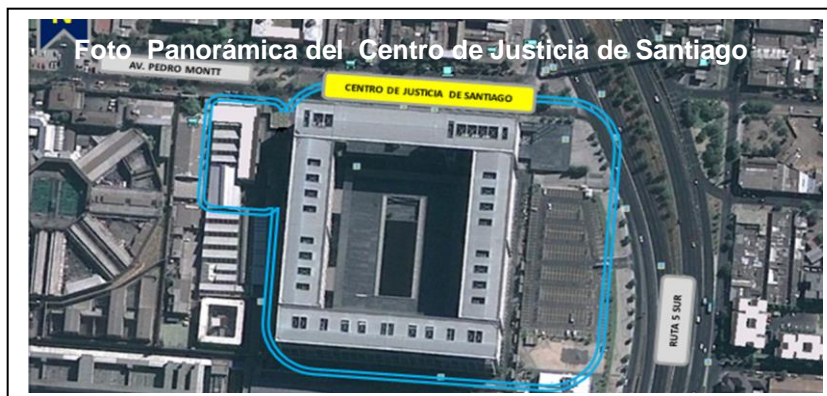 N
Foto Panorámica del Centro de Justicia de Santiago
AV. PEDRO MONTT
CENTRO DE JUSTICIA DE SANTIAGO
RUTA 5 SUR